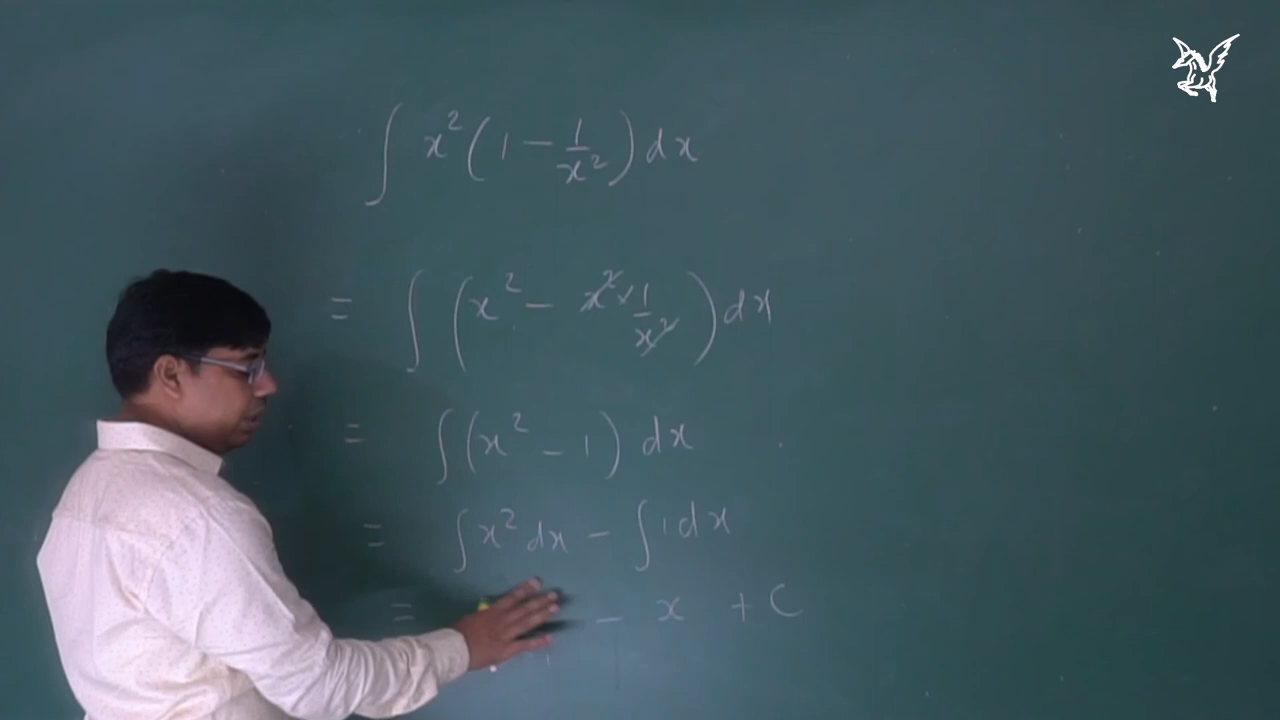 ∫ x² (1 − 1/x²) dx
= ∫ (x² − x² × 1/x²) dx
= ∫ (x² − 1) dx
= ∫ x² dx − ∫ 1 dx
= − x + C